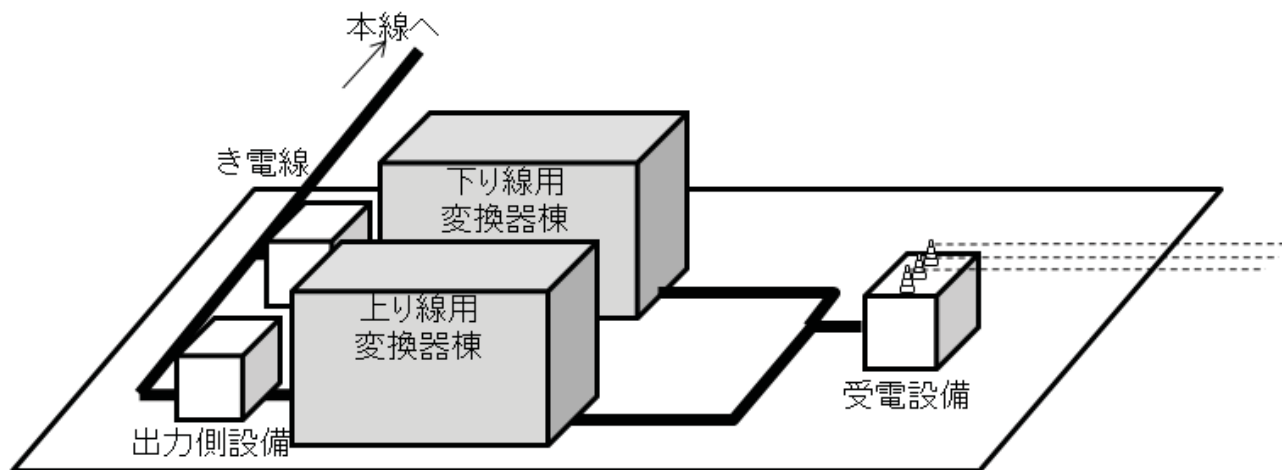 本線へ
き電線
下り線用
変換器棟
上り線用
変換器棟
受電設備
出力側設備